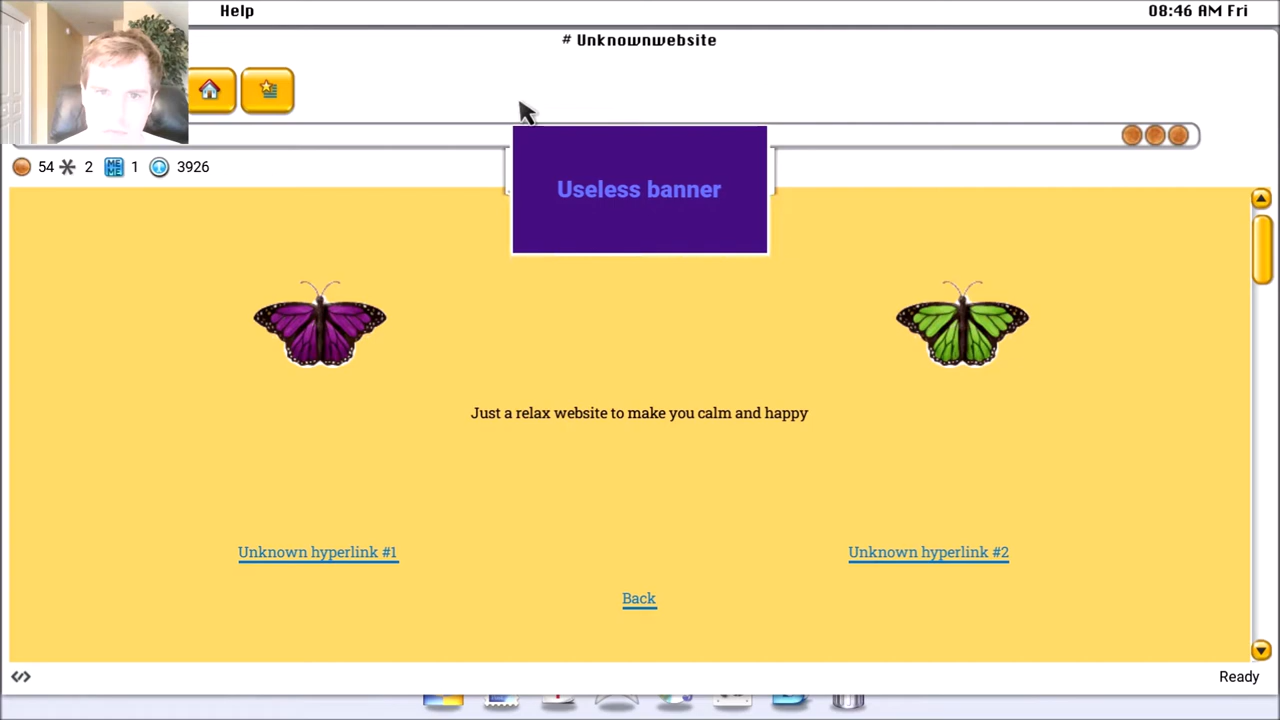 Help
08:46 AM Fri
# Unknownwebsite
54 2 MEME 1 3926
Useless banner
Just a relax website to make you calm and happy
Unknown hyperlink #1
Unknown hyperlink #2
Back
Ready